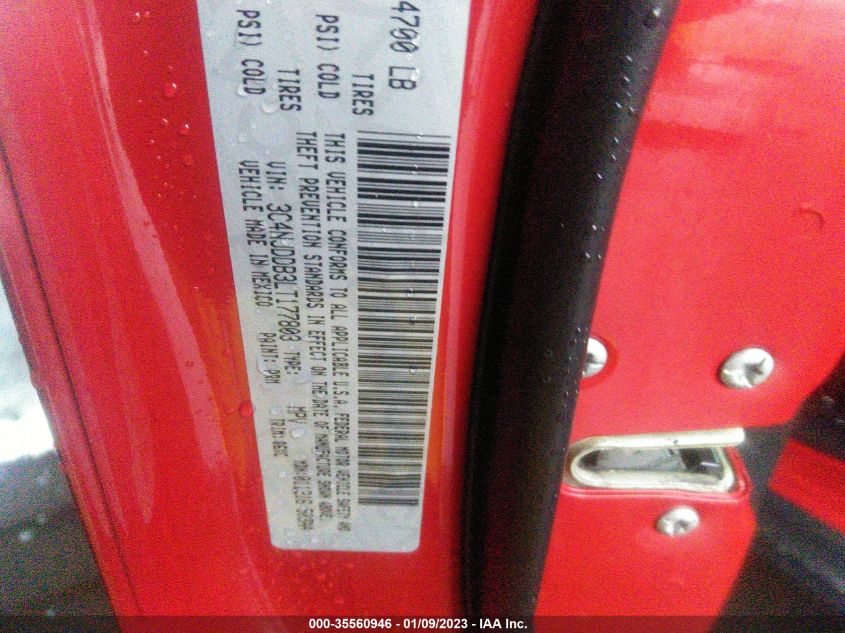 4700 LB
TIRES
PSI) COLD
TIRES
PSI) COLD
THIS VEHICLE CONFORMS TO ALL APPLICABLE U.S.A. FEDERAL MOTOR VEHICLE SAFETY AND
THEFT PREVENTION STANDARDS IN EFFECT ON THE DATE OF MANUFACTURE SHOWN ABOVE.
VIN: 3C4NJDDB3LT177803 TYPE: MPV
VEHICLE MADE IN MEXICO PAINT: PRM
000-35560946 - 01/09/2023 - IAA Inc.